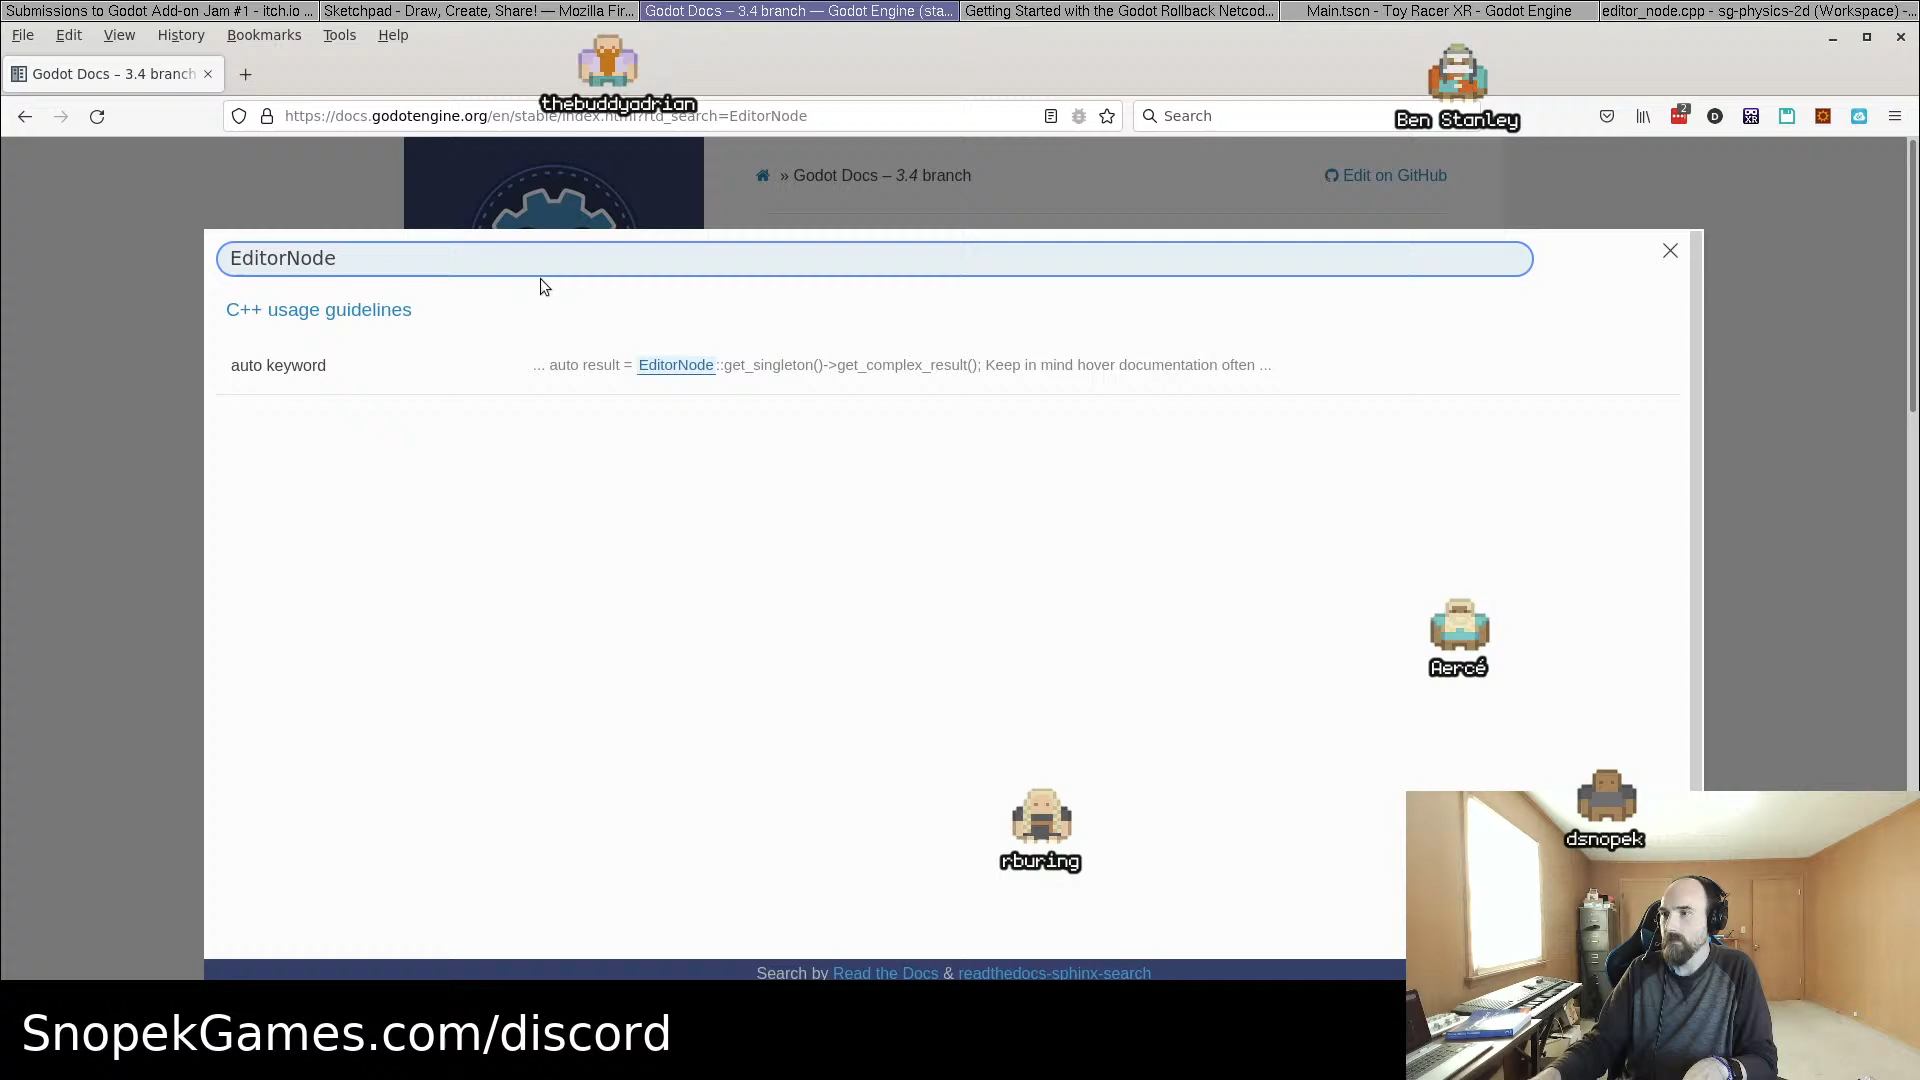 Submissions to Godot Add-on Jam #1 - itch.io ...
Sketchpad - Draw, Create, Share! — Mozilla Fir...
Godot Docs – 3.4 branch — Godot Engine (sta...
Getting Started with the Godot Rollback Netcod...
Main.tscn - Toy Racer XR - Godot Engine
editor_node.cpp - sg-physics-2d (Workspace) -...
File Edit View History Bookmarks Tools Help
Godot Docs – 3.4 branch
thebuddyadrian
Ben Stanley
https://docs.godotengine.org/en/stable/index.html?rtd_search=EditorNode
Search
2
XR
» Godot Docs – 3.4 branch
Edit on GitHub
EditorNode
C++ usage guidelines
auto keyword
... auto result = EditorNode::get_singleton()->get_complex_result(); Keep in mind hover documentation often ...
Aercé
rburing
dsnopek
Search by Read the Docs & readthedocs-sphinx-search
SnopekGames.com/discord